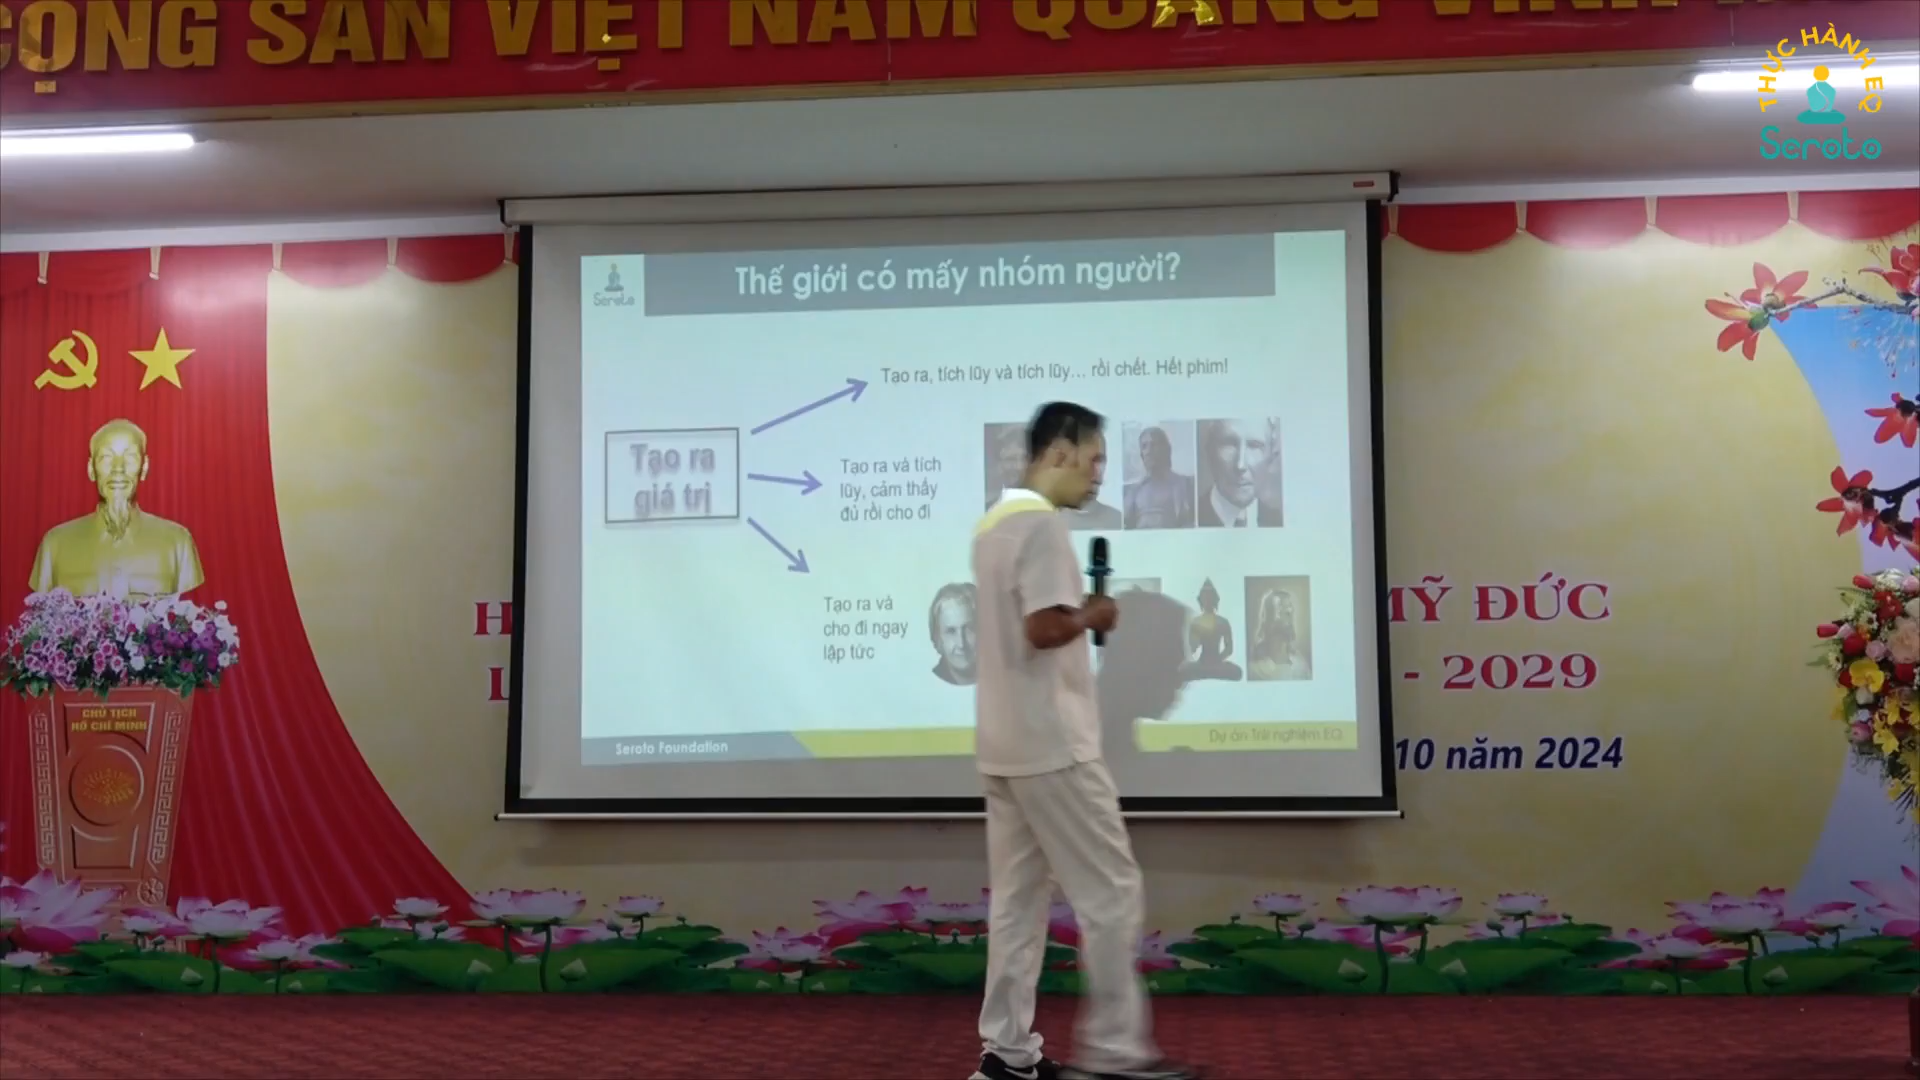 CỘNG SẢN VIỆT NAM QUANG VINH
THỰC HÀNH EQ
Seroto
Seroto
Thế giới có mấy nhóm người?
Tạo ra, tích lũy và tích lũy... rồi chết. Hết phim!
Tạo ra
giá trị
Tạo ra và tích
lũy, cảm thấy
đủ rồi cho đi
Tạo ra và
cho đi ngay
lập tức
Seroto Foundation
Dự án Trải nghiệm EQ
H
MỸ ĐỨC
L
- 2029
10 năm 2024
CHỦ TỊCH
HỒ CHÍ MINH